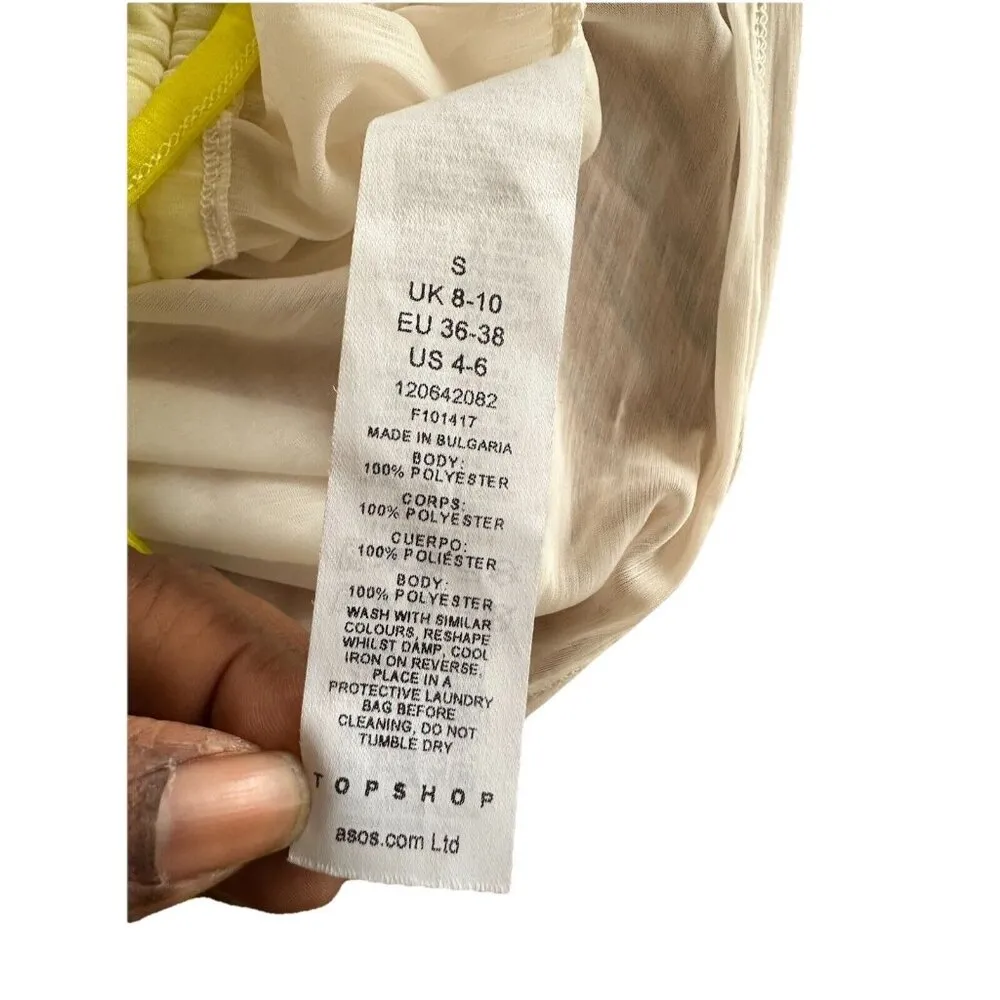 S
UK 8-10
EU 36-38
US 4-6
120642082
F101417
MADE IN BULGARIA
BODY:
100% POLYESTER
CORPS:
100% POLYESTER
CUERPO:
100% POLIÉSTER
BODY:
100% POLYESTER
WASH WITH SIMILAR
COLOURS, RESHAPE
WHILST DAMP, COOL
IRON ON REVERSE,
PLACE IN A
PROTECTIVE LAUNDRY
BAG BEFORE
CLEANING, DO NOT
TUMBLE DRY
TOPSHOP
asos.com Ltd